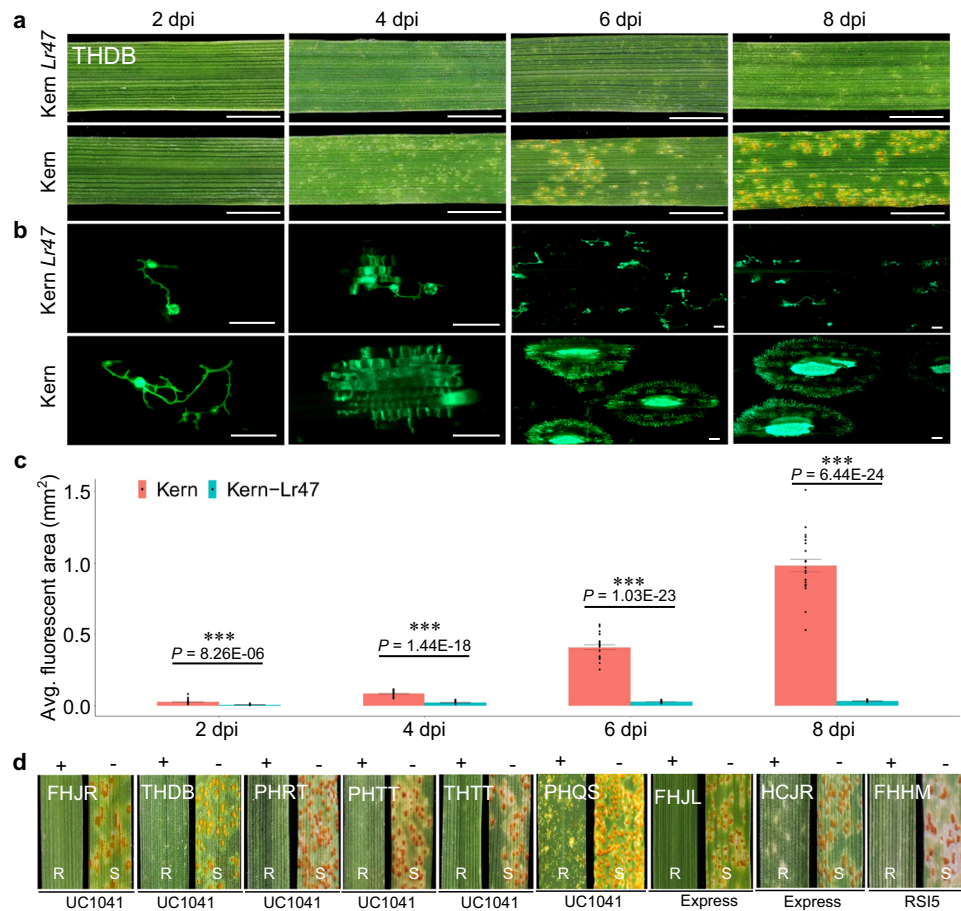 a
2 dpi 4 dpi 6 dpi 8 dpi
Kern Lr47
THDB
Kern
b
Kern Lr47
Kern
c
Avg. fluorescent area (mm²)
1.5
1.0
0.5
0.0
Kern Kern−Lr47
***
P = 8.26E-06
***
P = 1.44E-18
***
P = 1.03E-23
***
P = 6.44E-24
2 dpi 4 dpi 6 dpi 8 dpi
d
+ - + - + - + - + - + - + - + - + -
FHJR THDB PHRT PHTT THTT PHQS FHJL HCJR FHHM
R S R S R S R S R S R S R S R S R S
UC1041 UC1041 UC1041 UC1041 UC1041 UC1041 Express Express RSI5